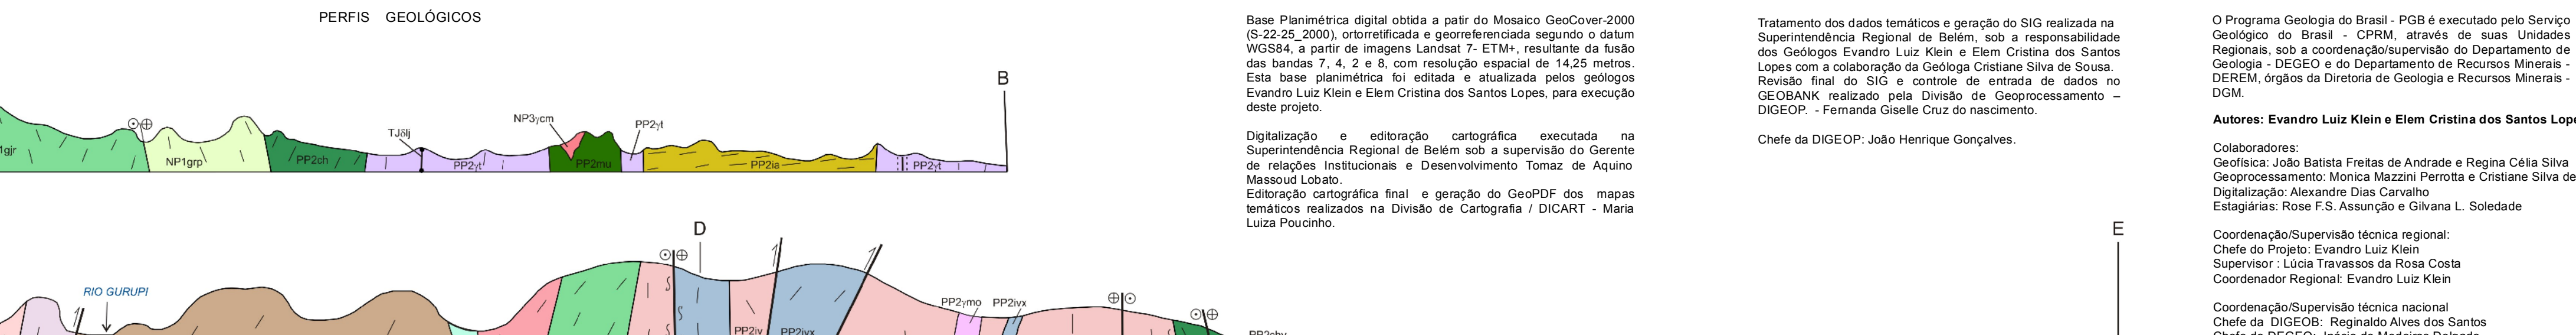 PERFIS GEOLÓGICOS
B
TJδlj
NP3γcm
PP2γt
1gjr
NP1grp
PP2ch
PP2γt
PP2mu
PP2ia
PP2γt
D
E
RIO GURUPI
PP2γmo
PP2ivx
PP2iv
PP2ivx
Base Planimétrica digital obtida a patir do Mosaico GeoCover-2000
(S-22-25_2000), ortorretificada e georreferenciada segundo o datum
WGS84, a partir de imagens Landsat 7- ETM+, resultante da fusão
das bandas 7, 4, 2 e 8, com resolução espacial de 14,25 metros.
Esta base planimétrica foi editada e atualizada pelos geólogos
Evandro Luiz Klein e Elem Cristina dos Santos Lopes, para execução
deste projeto.
Digitalização e editoração cartográfica executada na
Superintendência Regional de Belém sob a supervisão do Gerente
de relações Institucionais e Desenvolvimento Tomaz de Aquino
Massoud Lobato.
Editoração cartográfica final e geração do GeoPDF dos mapas
temáticos realizados na Divisão de Cartografia / DICART - Maria
Luiza Poucinho.
Tratamento dos dados temáticos e geração do SIG realizada na
Superintendência Regional de Belém, sob a responsabilidade
dos Geólogos Evandro Luiz Klein e Elem Cristina dos Santos
Lopes com a colaboração da Geóloga Cristiane Silva de Sousa.
Revisão final do SIG e controle de entrada de dados no
GEOBANK realizado pela Divisão de Geoprocessamento –
DIGEOP. - Fernanda Giselle Cruz do nascimento.
Chefe da DIGEOP: João Henrique Gonçalves.
O Programa Geologia do Brasil - PGB é executado pelo Serviço
Geológico do Brasil - CPRM, através de suas Unidades
Regionais, sob a coordenação/supervisão do Departamento de
Geologia - DEGEO e do Departamento de Recursos Minerais -
DEREM, órgãos da Diretoria de Geologia e Recursos Minerais -
DGM.
Autores: Evandro Luiz Klein e Elem Cristina dos Santos Lope
Colaboradores:
Geofísica: João Batista Freitas de Andrade e Regina Célia Silva
Geoprocessamento: Monica Mazzini Perrotta e Cristiane Silva de
Digitalização: Alexandre Dias Carvalho
Estagiárias: Rose F.S. Assunção e Gilvana L. Soledade
Coordenação/Supervisão técnica regional:
Chefe do Projeto: Evandro Luiz Klein
Supervisor : Lúcia Travassos da Rosa Costa
Coordenador Regional: Evandro Luiz Klein
Coordenação/Supervisão técnica nacional
Chefe da DIGEOB: Reginaldo Alves dos Santos